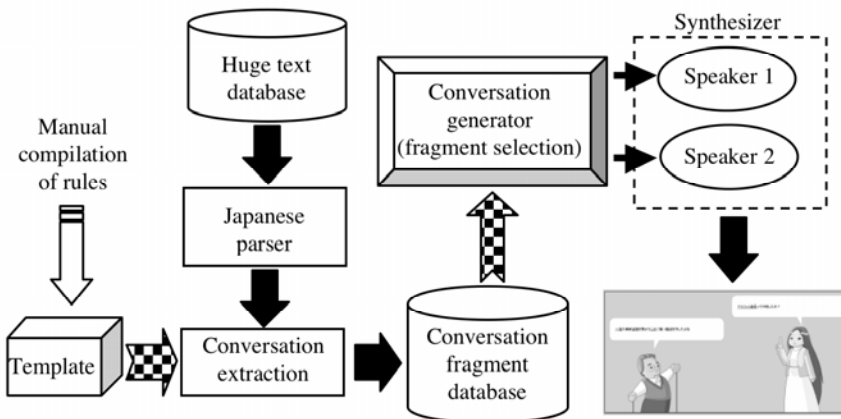 Synthesizer
Huge text
database
Speaker 1
Conversation
generator
(fragment selection)
Manual
compilation
of rules
Speaker 2
Japanese
parser
Template
Conversation
extraction
Conversation
fragment
database